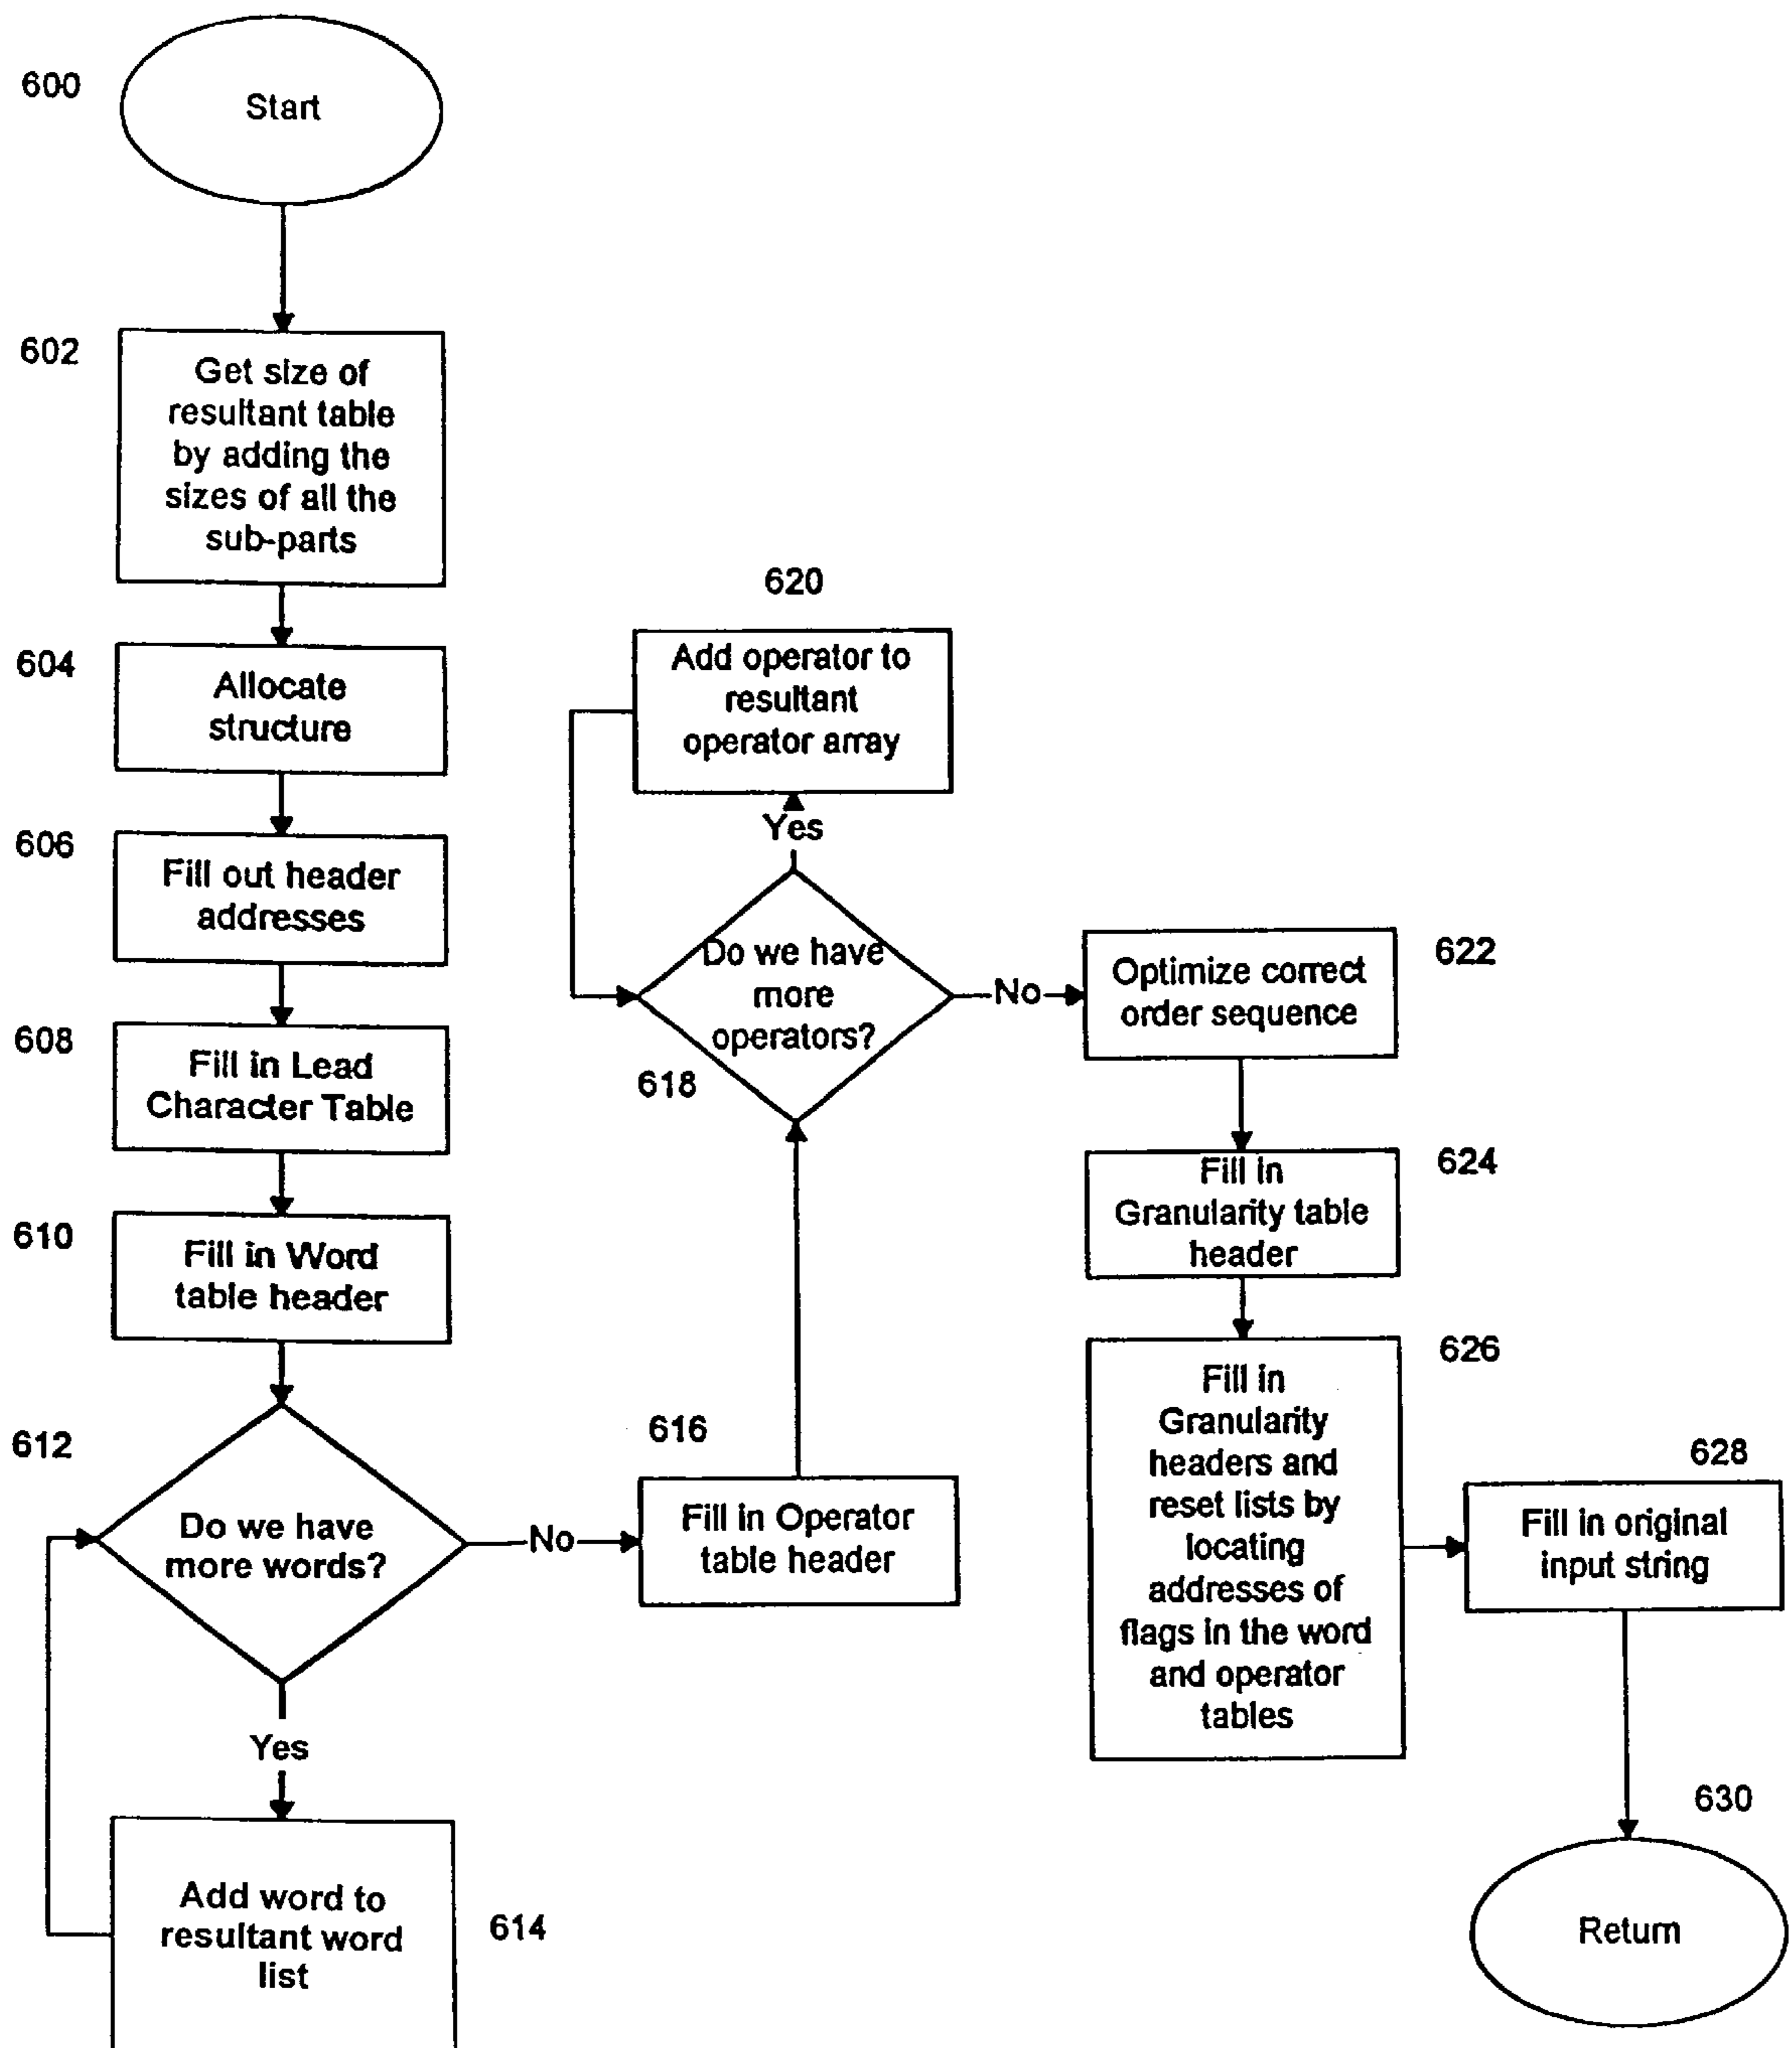 600
Start
602
Get size of
resultant table
by adding the
sizes of all the
sub-parts
604
Allocate
structure
606
Fill out header
addresses
608
Fill in Lead
Character Table
610
Fill in Word
table header
612
Do we have
more words?
No
Yes
Add word to
resultant word
list
614
616
Fill in Operator
table header
618
Do we have
more
operators?
Yes
620
Add operator to
resultant
operator array
No
Optimize correct
order sequence
622
Fill in
Granularity table
header
624
Fill in
Granularity
headers and
reset lists by
locating
addresses of
flags in the word
and operator
tables
626
628
Fill in original
input string
630
Return